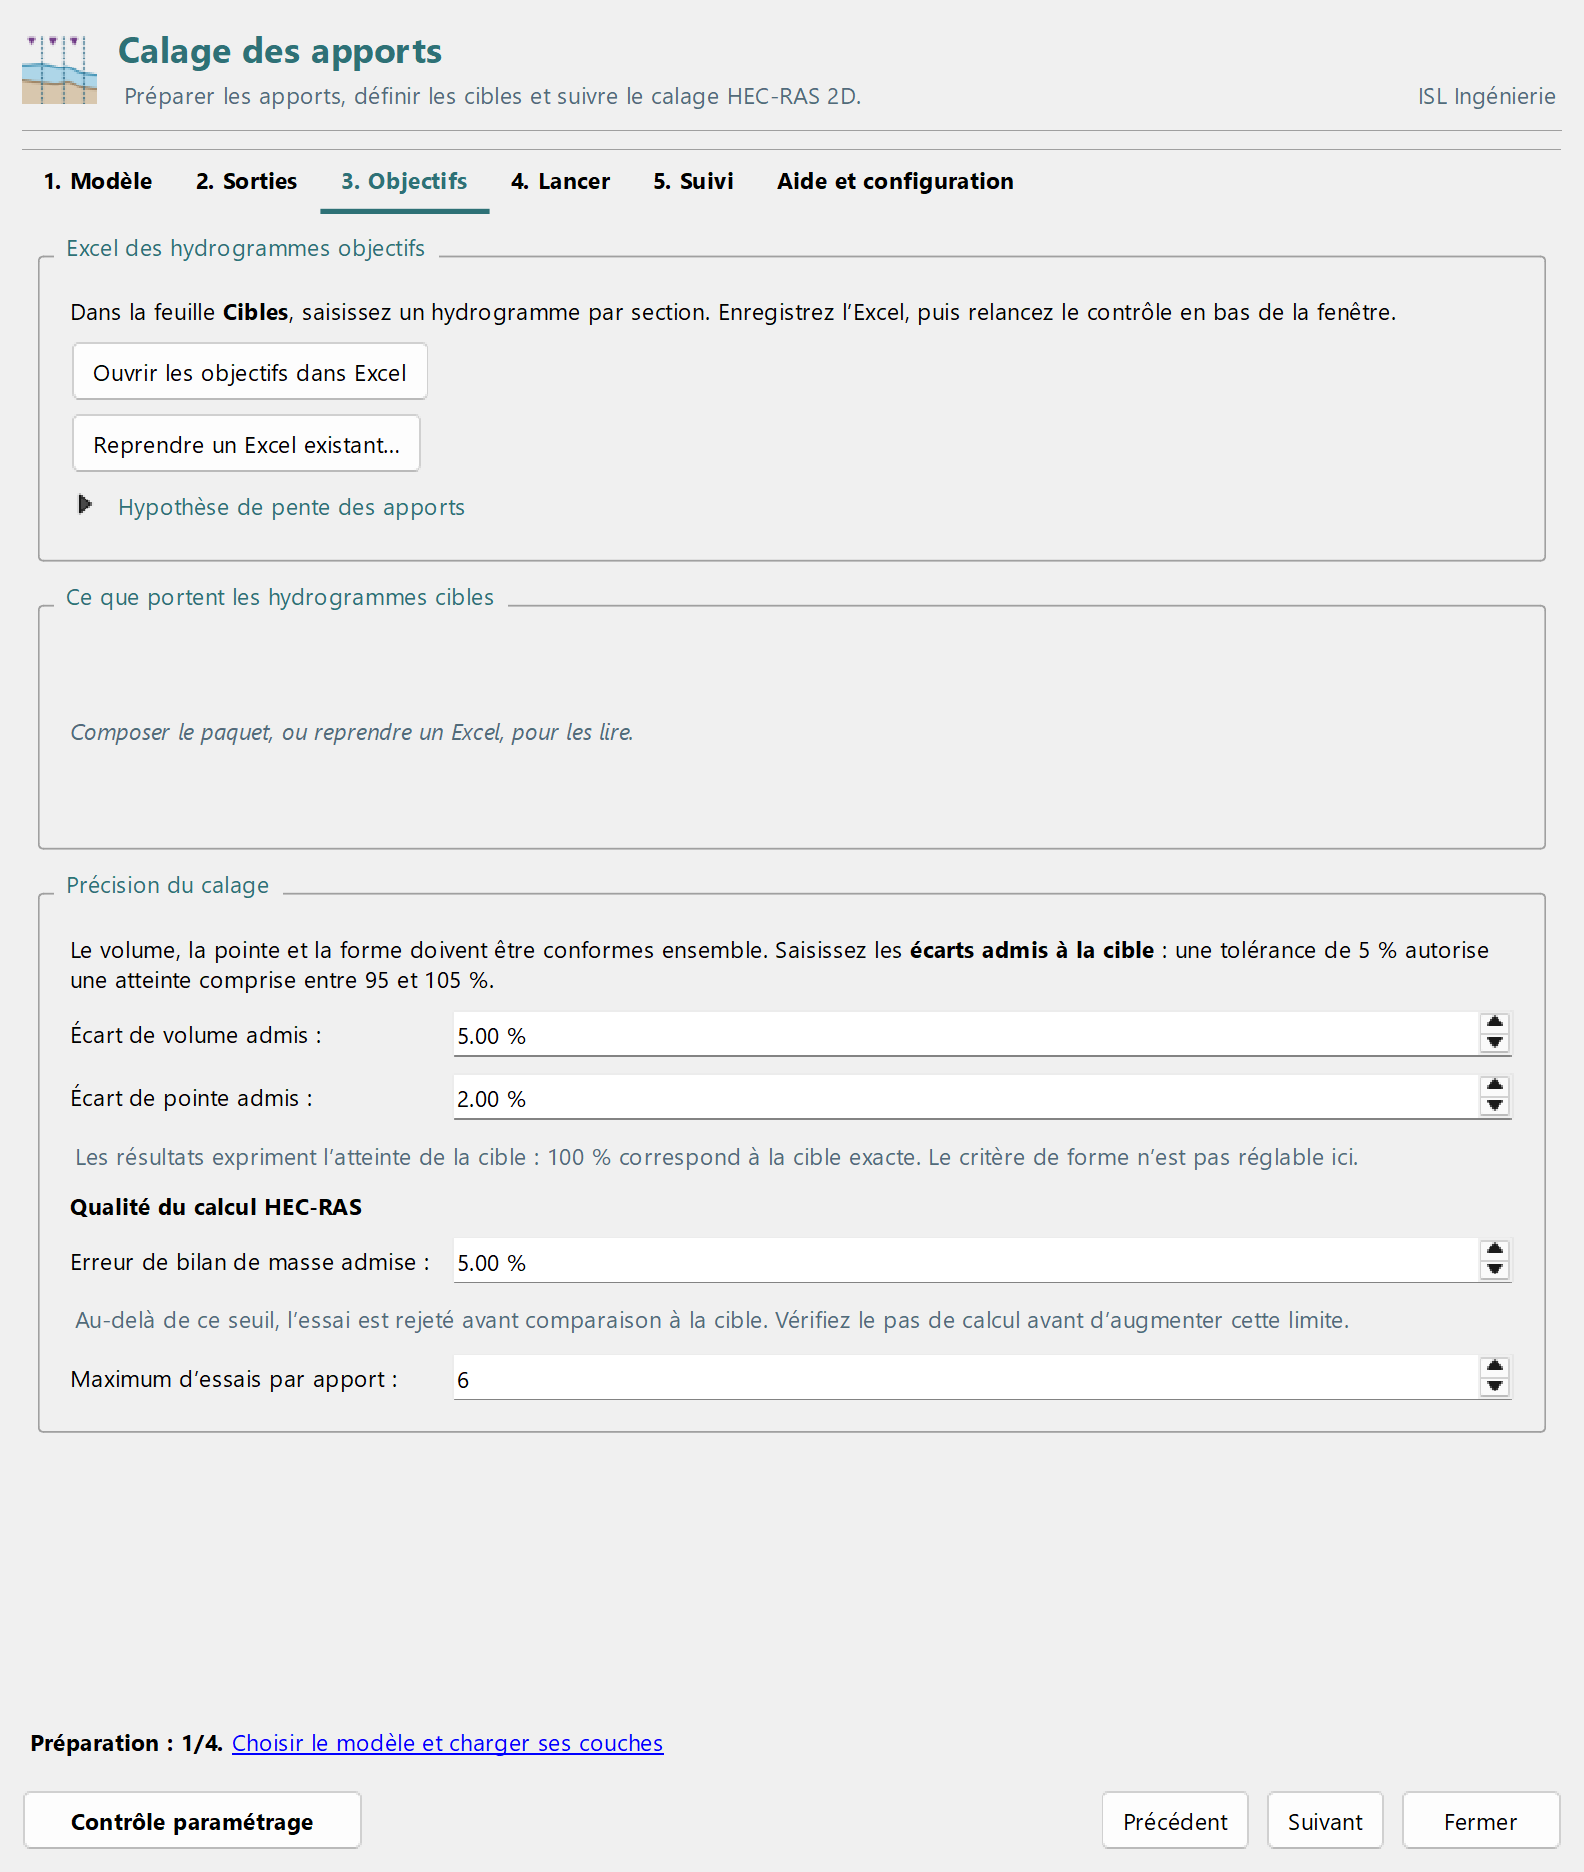 Calage des apports
Préparer les apports, définir les cibles et suivre le calage HEC-RAS 2D.
ISL Ingénierie
1. Modèle
2. Sorties
3. Objectifs
4. Lancer
5. Suivi
Aide et configuration
Excel des hydrogrammes objectifs
Dans la feuille Cibles, saisissez un hydrogramme par section. Enregistrez l’Excel, puis relancez le contrôle en bas de la fenêtre.
Ouvrir les objectifs dans Excel
Reprendre un Excel existant...
Hypothèse de pente des apports
Ce que portent les hydrogrammes cibles
Composer le paquet, ou reprendre un Excel, pour les lire.
Précision du calage
Le volume, la pointe et la forme doivent être conformes ensemble. Saisissez les écarts admis à la cible : une tolérance de 5 % autorise
une atteinte comprise entre 95 et 105 %.
Écart de volume admis :
5.00 %
Écart de pointe admis :
2.00 %
Les résultats expriment l’atteinte de la cible : 100 % correspond à la cible exacte. Le critère de forme n’est pas réglable ici.
Qualité du calcul HEC-RAS
Erreur de bilan de masse admise :
5.00 %
Au-delà de ce seuil, l’essai est rejeté avant comparaison à la cible. Vérifiez le pas de calcul avant d’augmenter cette limite.
Maximum d’essais par apport :
6
Préparation : 1/4. Choisir le modèle et charger ses couches
Contrôle paramétrage
Précédent
Suivant
Fermer